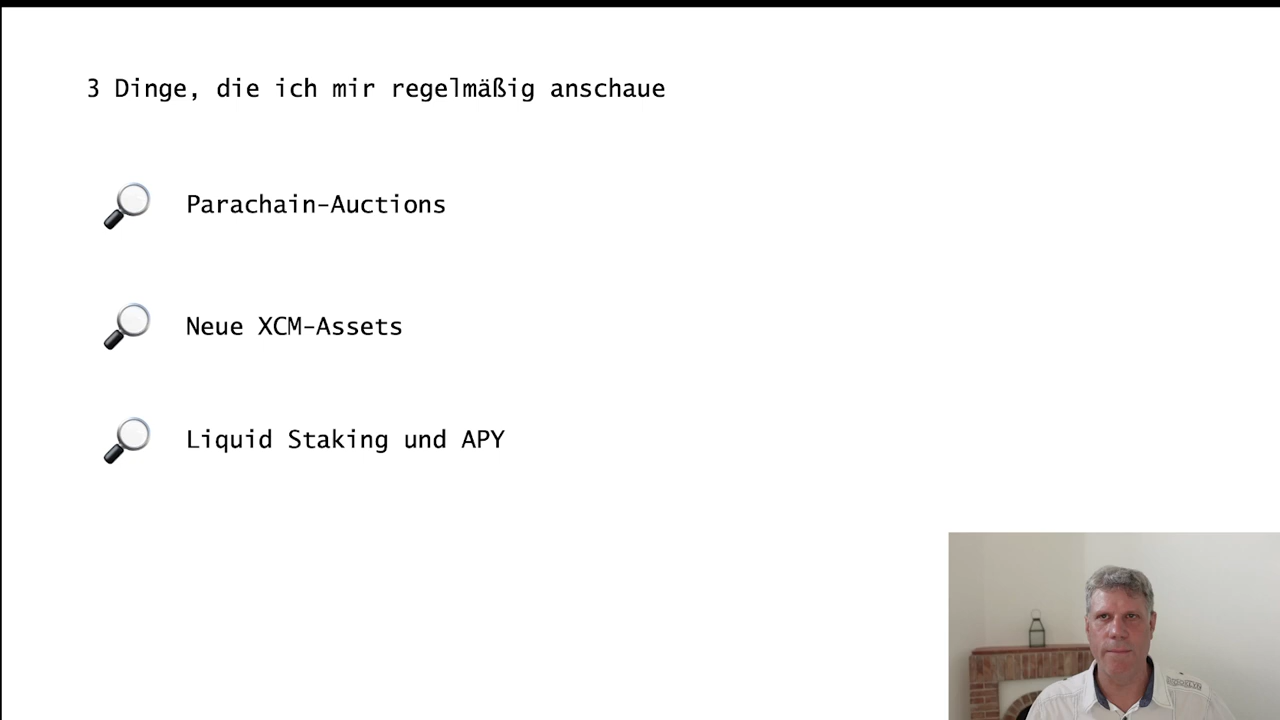 3 Dinge, die ich mir regelmäßig anschaue
Parachain-Auctions
Neue XCM-Assets
Liquid Staking und APY